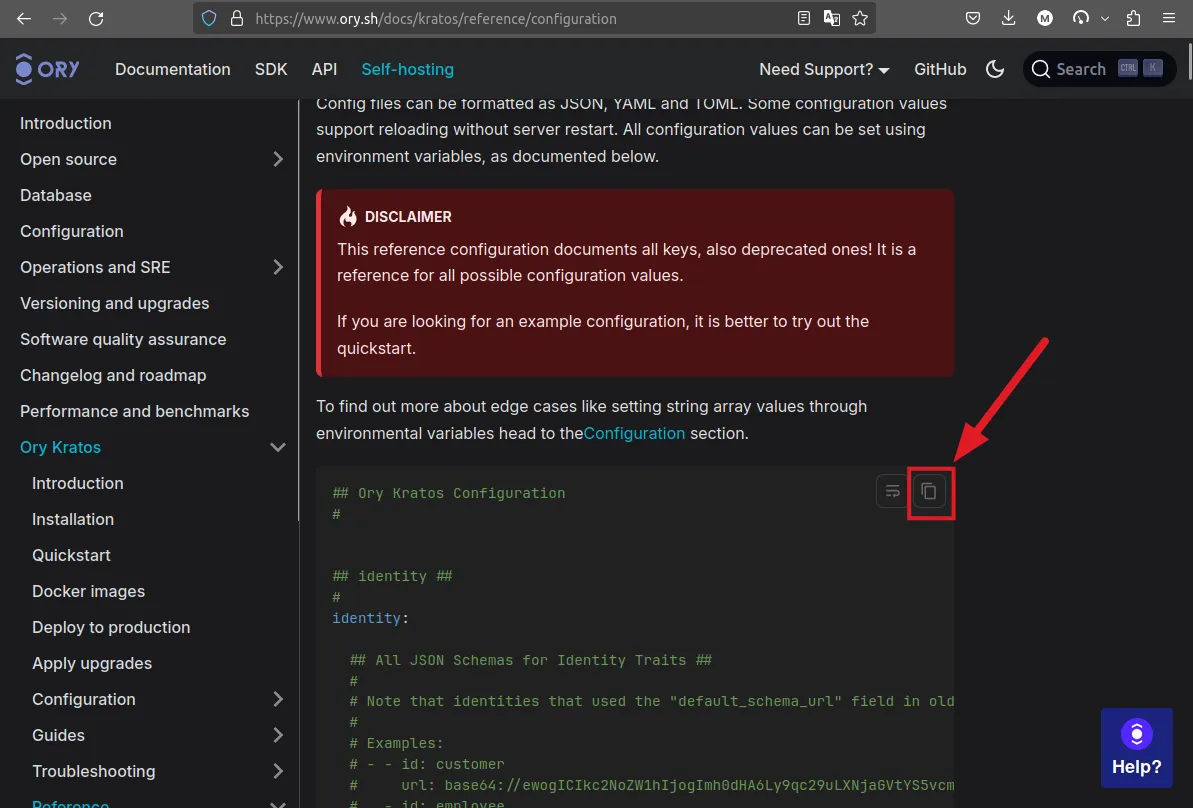 https://www.ory.sh/docs/kratos/reference/configuration
M
ORY
Documentation
SDK
API
Self-hosting
Need Support?
GitHub
Search
CTRL
K
Introduction
Open source
Database
Configuration
Operations and SRE
Versioning and upgrades
Software quality assurance
Changelog and roadmap
Performance and benchmarks
Ory Kratos
Introduction
Installation
Quickstart
Docker images
Deploy to production
Apply upgrades
Configuration
Guides
Troubleshooting
Reference
Config files can be formatted as JSON, YAML and TOML. Some configuration values
support reloading without server restart. All configuration values can be set using
environment variables, as documented below.
DISCLAIMER
This reference configuration documents all keys, also deprecated ones! It is a
reference for all possible configuration values.
If you are looking for an example configuration, it is better to try out the
quickstart.
To find out more about edge cases like setting string array values through
environmental variables head to theConfiguration section.
## Ory Kratos Configuration
#
## identity ##
#
identity:
## All JSON Schemas for Identity Traits ##
#
# Note that identities that used the "default_schema_url" field in old
#
# Examples:
# - - id: customer
#     url: base64://ewogICIkc2NoZW1hIjogImh0dHA6Ly9qc29uLXNjaGVtYS5vcm
#   - id: employee
Help?